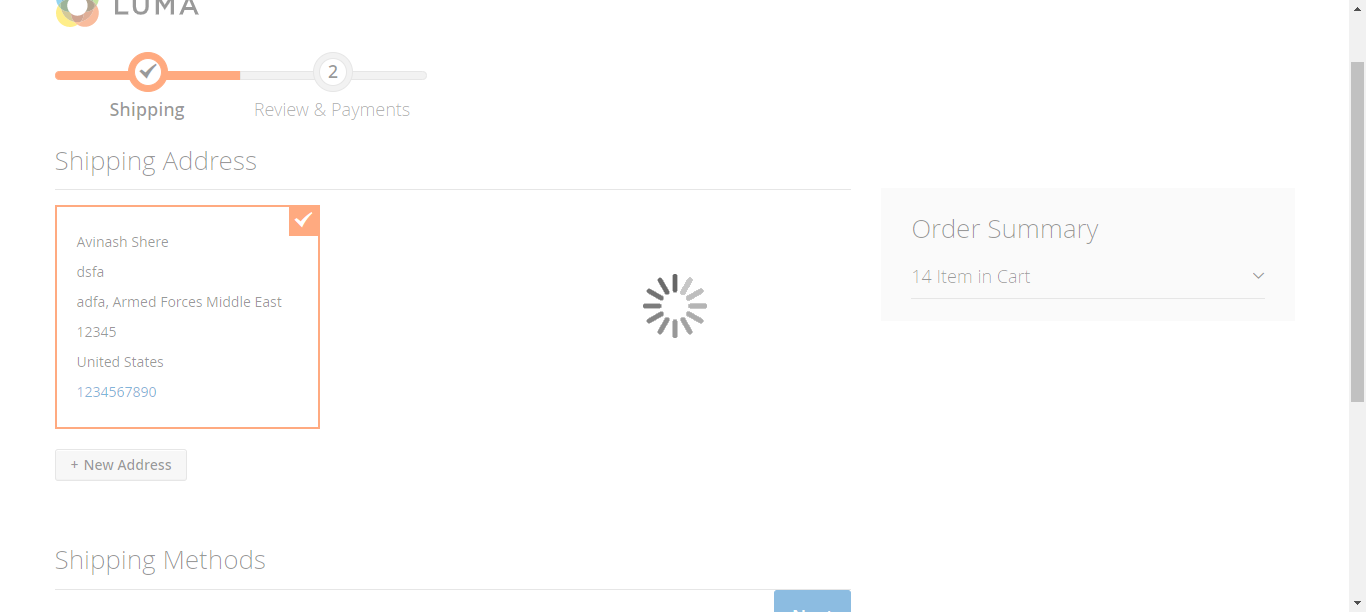 LUMA
2
Shipping
Review & Payments
Shipping Address
Avinash Shere
dsfa
adfa, Armed Forces Middle East
12345
United States
1234567890
+ New Address
Order Summary
14 Item in Cart
Shipping Methods
Next